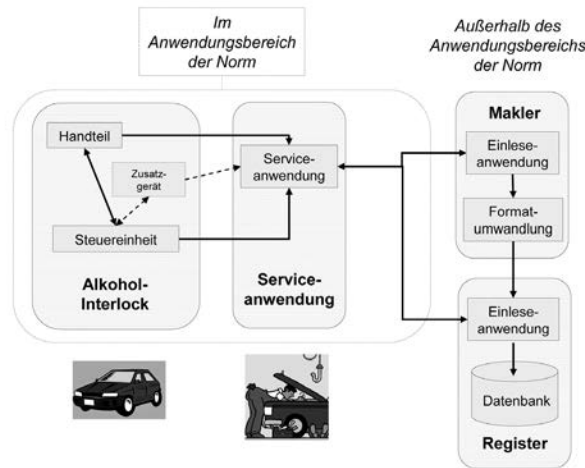 Im
Anwendungsbereich
der Norm
Außerhalb des
Anwendungsbereichs
der Norm
Handteil
Zusatz-
gerät
Steuereinheit
Alkohol-
Interlock
Service-
anwendung
Service-
anwendung
Makler
Einlese-
anwendung
Format-
umwandlung
Einlese-
anwendung
Datenbank
Register